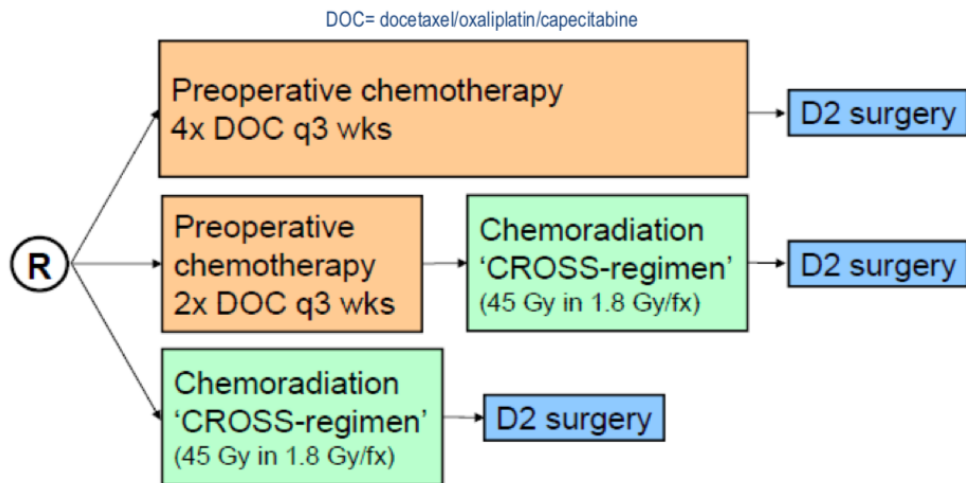 DOC= docetaxel/oxaliplatin/capecitabine
Preoperative chemotherapy
4x DOC q3 wks
D2 surgery
R
Preoperative
chemotherapy
2x DOC q3 wks
Chemoradiation
‘CROSS-regimen’
(45 Gy in 1.8 Gy/fx)
D2 surgery
Chemoradiation
‘CROSS-regimen’
(45 Gy in 1.8 Gy/fx)
D2 surgery